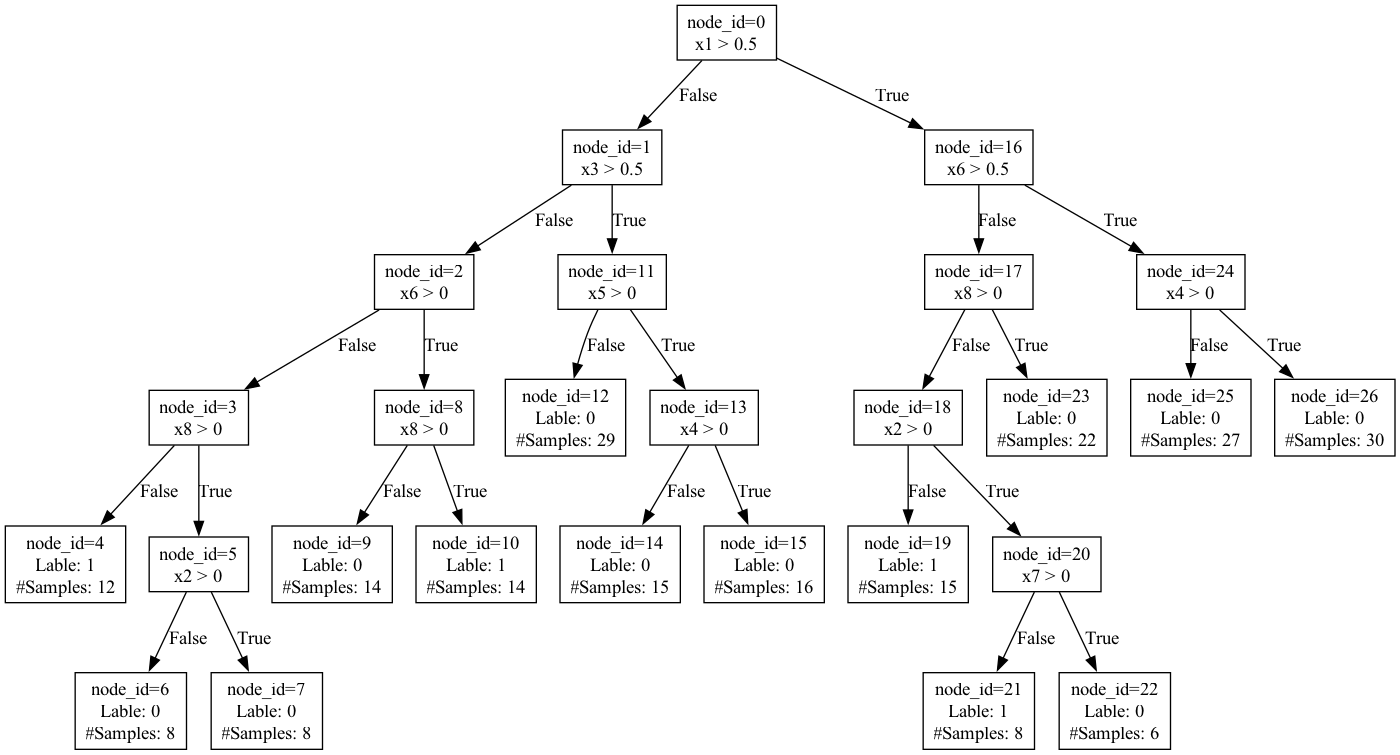 node_id=0
x1 > 0.5
False
True
node_id=1
x3 > 0.5
node_id=16
x6 > 0.5
False
True
False
True
node_id=2
x6 > 0
node_id=11
x5 > 0
node_id=17
x8 > 0
node_id=24
x4 > 0
False
True
False
True
False
True
False
True
node_id=3
x8 > 0
node_id=8
x8 > 0
node_id=12
Lable: 0
#Samples: 29
node_id=13
x4 > 0
node_id=18
x2 > 0
node_id=23
Lable: 0
#Samples: 22
node_id=25
Lable: 0
#Samples: 27
node_id=26
Lable: 0
#Samples: 30
False
True
False
True
False
True
False
True
node_id=4
Lable: 1
#Samples: 12
node_id=5
x2 > 0
node_id=9
Lable: 0
#Samples: 14
node_id=10
Lable: 1
#Samples: 14
node_id=14
Lable: 0
#Samples: 15
node_id=15
Lable: 0
#Samples: 16
node_id=19
Lable: 1
#Samples: 15
node_id=20
x7 > 0
False
True
False
True
node_id=6
Lable: 0
#Samples: 8
node_id=7
Lable: 0
#Samples: 8
node_id=21
Lable: 1
#Samples: 8
node_id=22
Lable: 0
#Samples: 6